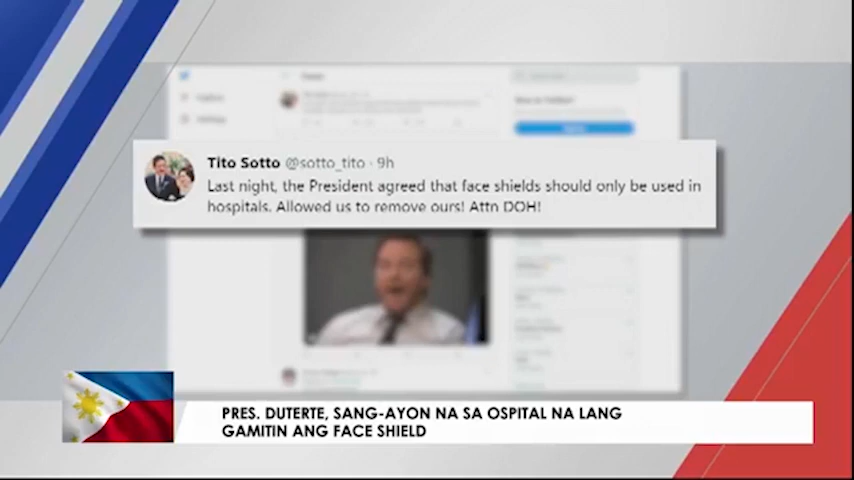 Tito Sotto @sotto_tito · 9h
Last night, the President agreed that face shields should only be used in
hospitals. Allowed us to remove ours! Attn DOH!
PRES. DUTERTE, SANG-AYON NA SA OSPITAL NA LANG
GAMITIN ANG FACE SHIELD